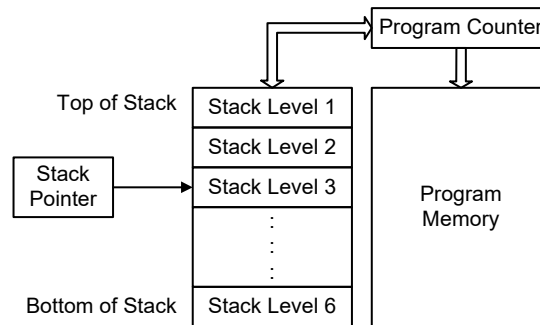 Program Counter
Top of Stack
Stack Level 1
Stack Level 2
Stack
Pointer
Stack Level 3
Program
Memory
:
:
:
Bottom of Stack
Stack Level 6